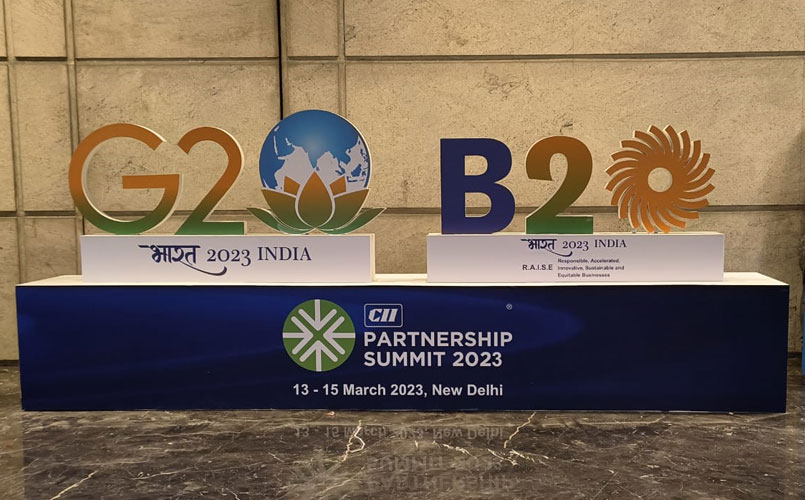 G20
भारत 2023 INDIA
B20
भारत 2023 INDIA
R.A.I.S.E
Responsible, Accelerated,
Innovative, Sustainable and
Equitable Businesses
CII
®
PARTNERSHIP
SUMMIT 2023
13 - 15 March 2023, New Delhi